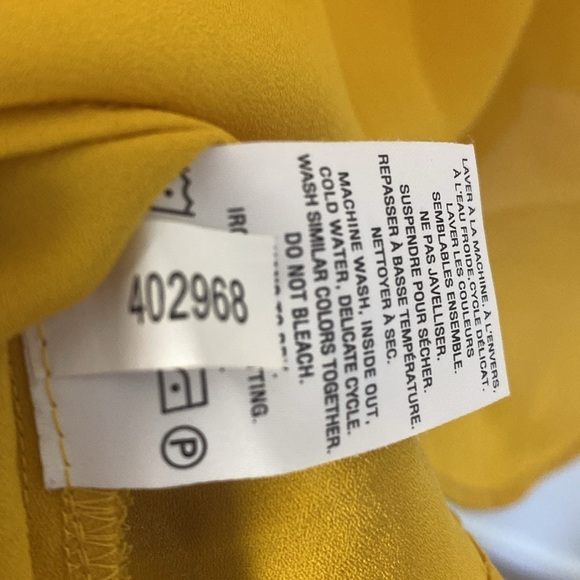 LAVER À LA MACHINE, À L'ENVERS,
À L'EAU FROIDE, CYCLE DÉLICAT.
LAVER LES COULEURS
SEMBLABLES ENSEMBLE.
NE PAS JAVELLISER.
SUSPENDRE POUR SÉCHER.
REPASSER À BASSE TEMPÉRATURE.
NETTOYER À SEC.
MACHINE WASH, INSIDE OUT,
COLD WATER, DELICATE CYCLE.
WASH SIMILAR COLORS TOGETHER.
DO NOT BLEACH.
402968
P